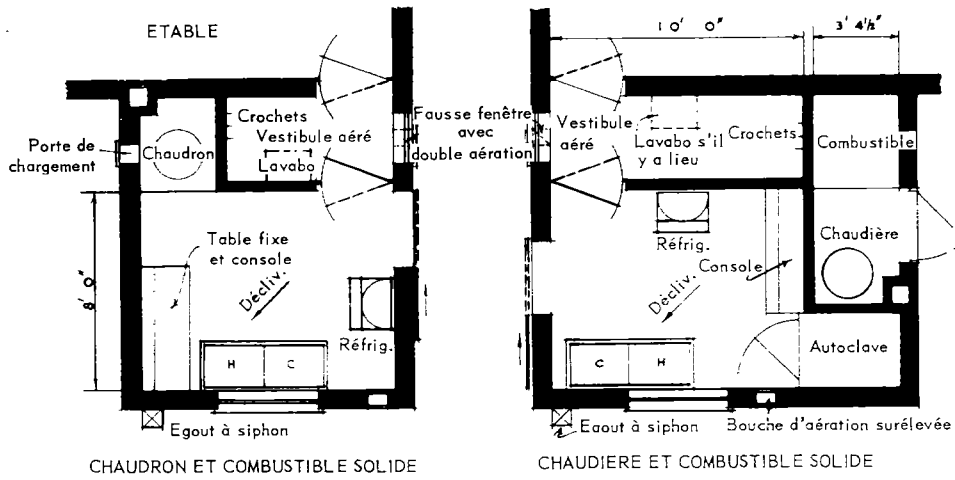 ETABLE
Crochets
Vestibule aéré
Lavabo
Porte de
chargement
Chaudron
Table fixe
et console
8' 0"
Décliv.
Réfrig.
H C
Egout à siphon
CHAUDRON ET COMBUSTIBLE SOLIDE
Fausse fenêtre
avec
double aération
10' 0"
3' 4½"
Vestibule
aéré
Lavabo s'il
y a lieu
Crochets
Combustible
Réfrig.
Chaudière
Console
Décliv.
Autoclave
C H
Eaout à siphon
Bouche d'aération surélevée
CHAUDIERE ET COMBUSTIBLE SOLIDE